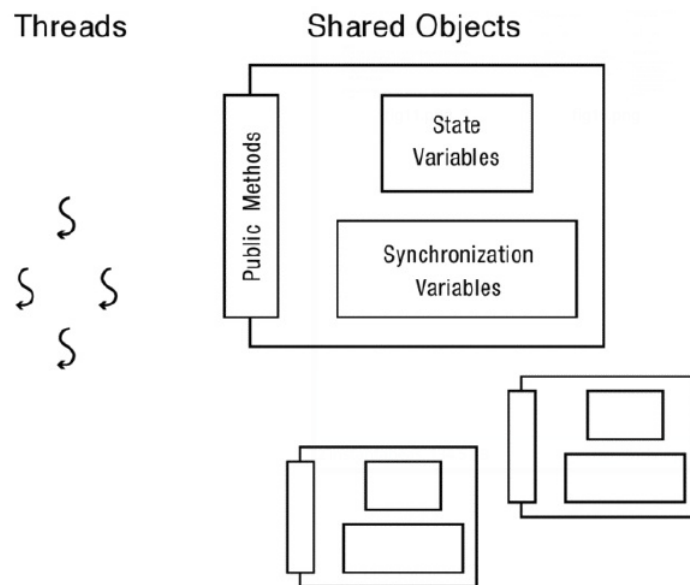 Threads
Shared Objects
Public Methods
State
Variables
Synchronization
Variables